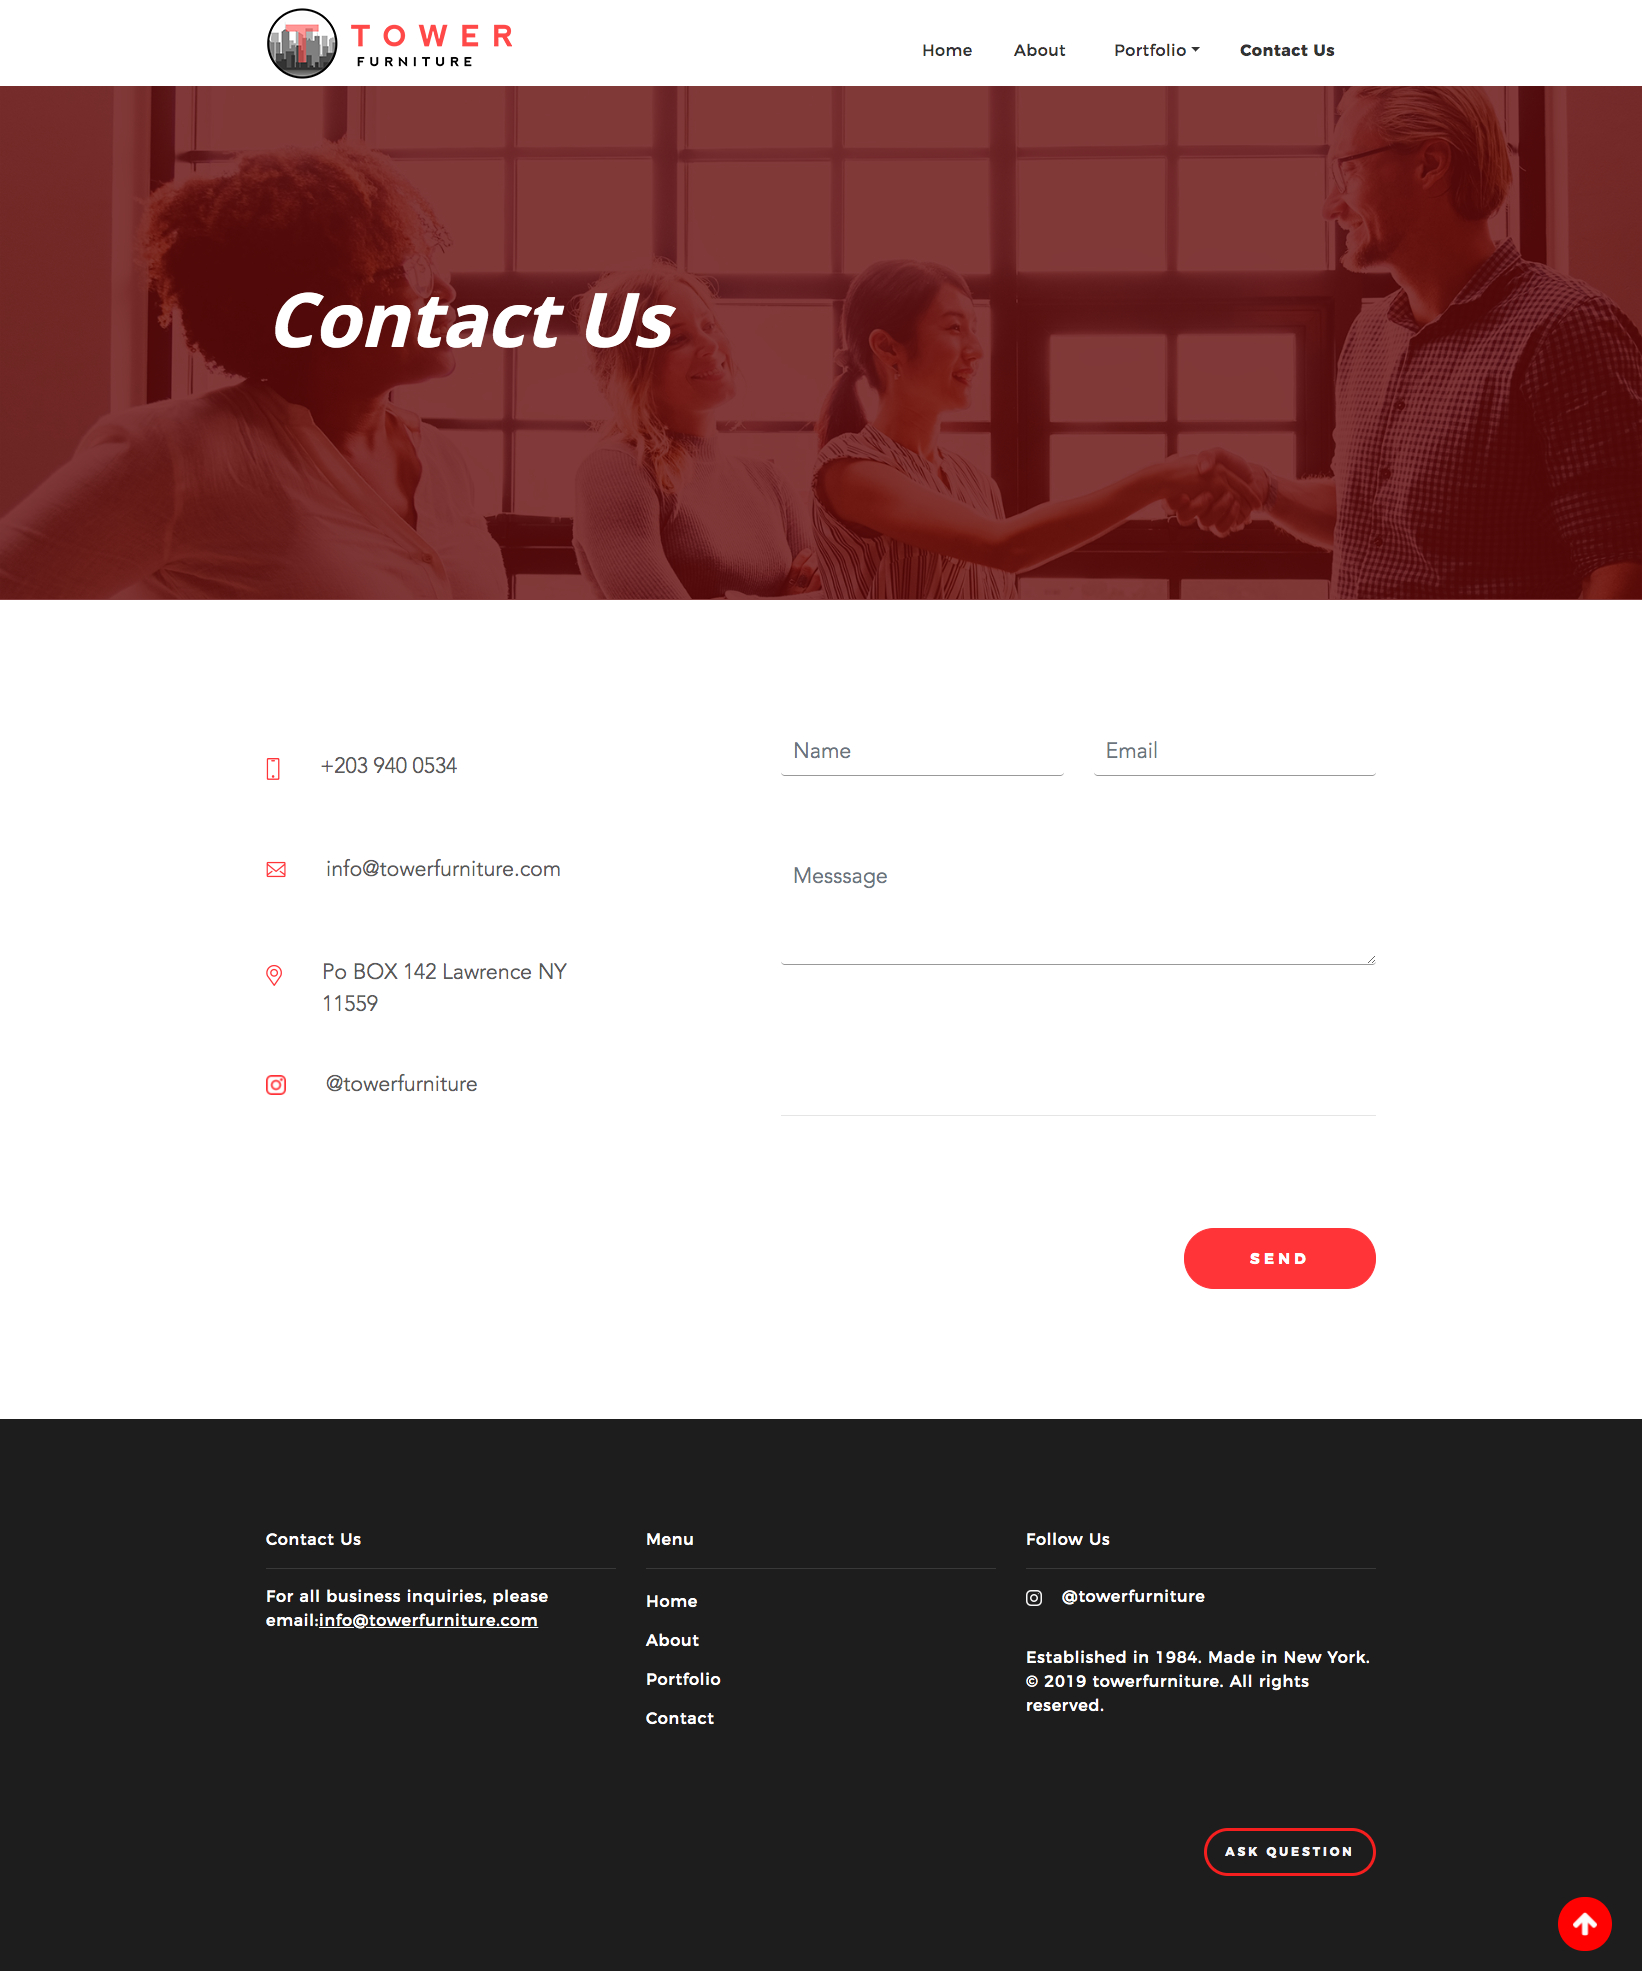 TOWER
FURNITURE
Home About Portfolio Contact Us
Contact Us
+203 940 0534
info@towerfurniture.com
Po BOX 142 Lawrence NY
11559
@towerfurniture
Name Email
Messsage
SEND
Contact Us
For all business inquiries, please
email:info@towerfurniture.com
Menu
Home
About
Portfolio
Contact
Follow Us
@towerfurniture
Established in 1984. Made in New York.
© 2019 towerfurniture. All rights
reserved.
ASK QUESTION